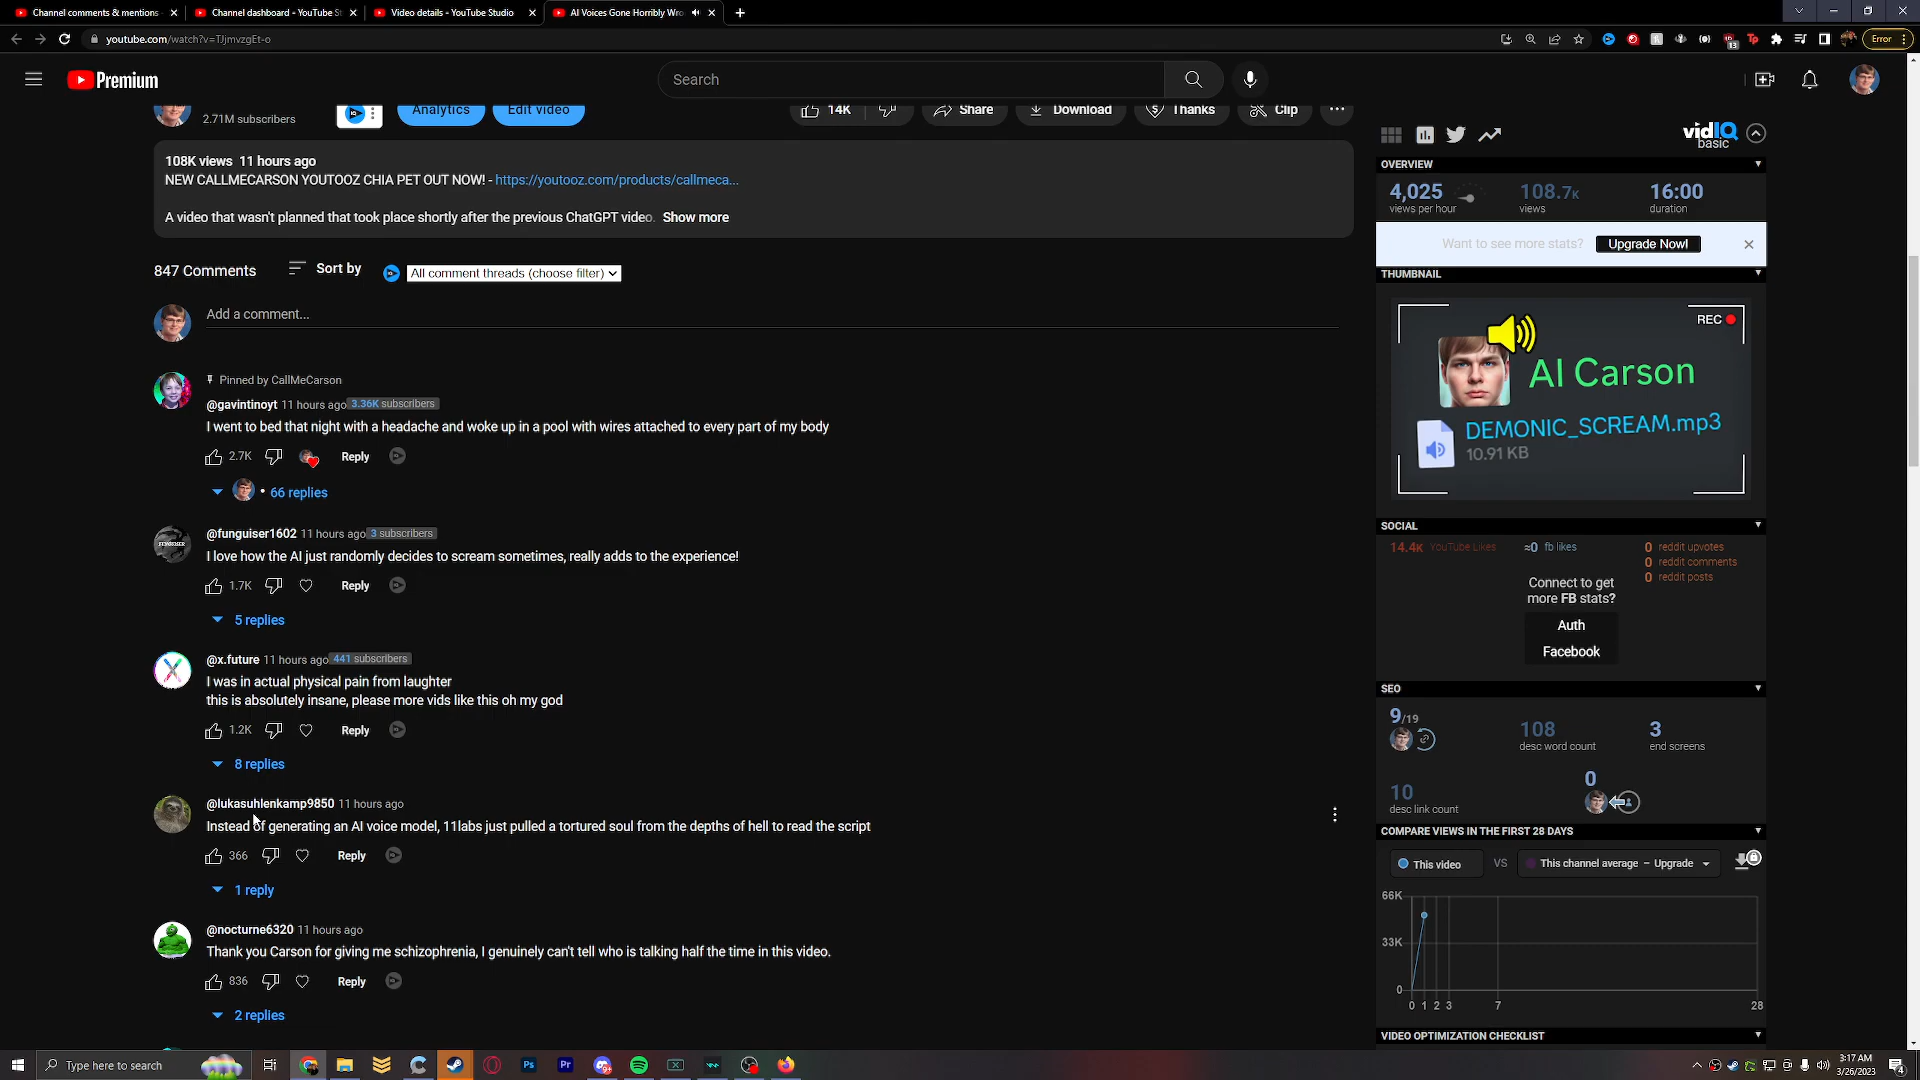 Channel comments & mentions
Channel dashboard - YouTube St
Video details - YouTube Studio
AI Voices Gone Horribly Wro
youtube.com/watch?v=TJjmvzgEt-o
Error
Premium
Search
2.71M subscribers
Analytics
Edit video
14K
Share
Download
Thanks
Clip
108K views 11 hours ago
NEW CALLMECARSON YOUTOOZ CHIA PET OUT NOW! - https://youtooz.com/products/callmeca...
A video that wasn't planned that took place shortly after the previous ChatGPT video. Show more
847 Comments
Sort by
All comment threads (choose filter)
Add a comment...
Pinned by CallMeCarson
@gavintinoyt 11 hours ago 3.36K subscribers
I went to bed that night with a headache and woke up in a pool with wires attached to every part of my body
2.7K
Reply
66 replies
@funguiser1602 11 hours ago 3 subscribers
I love how the AI just randomly decides to scream sometimes, really adds to the experience!
1.7K
Reply
5 replies
@x.future 11 hours ago 441 subscribers
I was in actual physical pain from laughter
this is absolutely insane, please more vids like this oh my god
1.2K
Reply
8 replies
@lukasuhlenkamp9850 11 hours ago
Instead of generating an AI voice model, 11labs just pulled a tortured soul from the depths of hell to read the script
366
Reply
1 reply
@nocturne6320 11 hours ago
Thank you Carson for giving me schizophrenia, I genuinely can't tell who is talking half the time in this video.
836
Reply
2 replies
vidIQ
basic
OVERVIEW
4,025
views per hour
108.7K
views
16:00
duration
Want to see more stats?
Upgrade Now!
THUMBNAIL
REC
AI Carson
DEMONIC_SCREAM.mp3
10.91 KB
SOCIAL
14.4K YouTube Likes
≈0 fb likes
0 reddit upvotes
0 reddit comments
0 reddit posts
Connect to get
more FB stats?
Auth
Facebook
SEO
9/19
108
desc word count
3
end screens
10
desc link count
0
COMPARE VIEWS IN THE FIRST 28 DAYS
This video
VS
This channel average – Upgrade
66K
33K
0
0 1 2 3 7 28
VIDEO OPTIMIZATION CHECKLIST
Type here to search
Ps
Pr
3:17 AM
3/26/2023